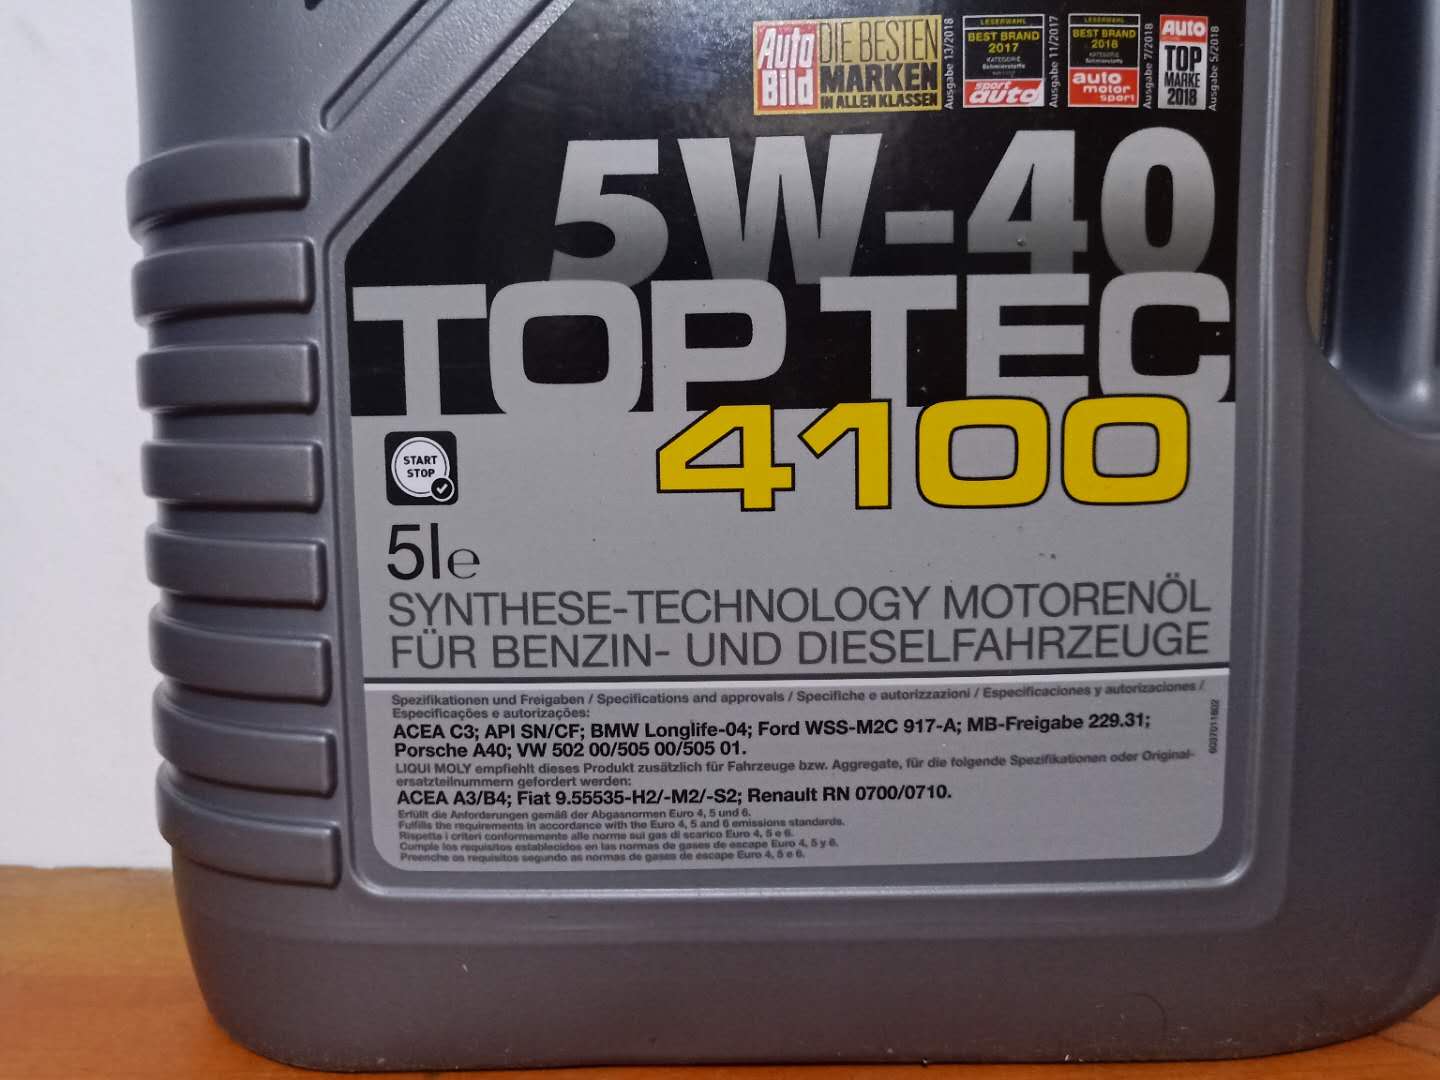 Auto Bild DIE BESTEN MARKEN IN ALLEN KLASSEN Ausgabe 13/2018
LESERWAHL BEST BRAND 2017 KATEGORIE Schmierstoffe sport auto Ausgabe 11/2017
LESERWAHL BEST BRAND 2018 KATEGORIE Schmierstoffe auto motor sport Ausgabe 7/2018
Auto TOP MARKE 2018 Ausgabe 5/2018
5W-40
TOP TEC
4100
START
STOP
5l e
SYNTHESE-TECHNOLOGY MOTORENÖL
FÜR BENZIN- UND DIESELFAHRZEUGE
Spezifikationen und Freigaben / Specifications and approvals / Specifiche e autorizzazioni / Especificaciones y autorizaciones /
Especificações e autorizações:
ACEA C3; API SN/CF; BMW Longlife-04; Ford WSS-M2C 917-A; MB-Freigabe 229.31;
Porsche A40; VW 502 00/505 00/505 01.
LIQUI MOLY empfiehlt dieses Produkt zusätzlich für Fahrzeuge bzw. Aggregate, für die folgende Spezifikationen oder Original-
ersatzteilnummern gefordert werden:
ACEA A3/B4; Fiat 9.55535-H2/-M2/-S2; Renault RN 0700/0710.
Erfüllt die Anforderungen gemäß der Abgasnormen Euro 4, 5 und 6.
Fulfills the requirements in accordance with the Euro 4, 5 and 6 emissions standards.
Rispetta i criteri conformemente alle norme sui gas di scarico Euro 4, 5 e 6.
Cumple los requisitos establecidos en las normas de gases de escape Euro 4, 5 y 6.
Preenche os requisitos segundo as normas de gases de escape Euro 4, 5 e 6.